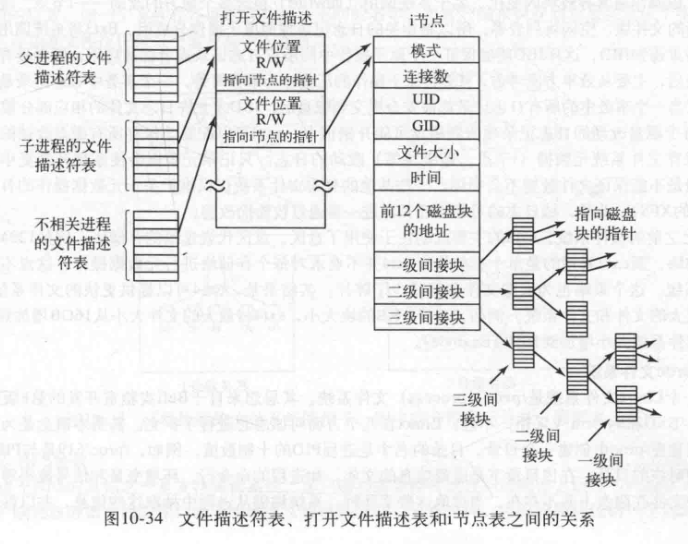 打开文件描述
i节点
父进程的文件
描述符表
文件位置
R/W
指向i节点的指针
文件位置
R/W
指向i节点的指针
模式
连接数
UID
GID
文件大小
时间
子进程的文件
描述符表
不相关进程
的文件描述
符表
前12个磁盘块
的地址
一级间接块
二级间接块
三级间接块
指向磁盘
块的指针
三级间接
块
二级间接
块
一级间接
块
图10-34 文件描述符表、打开文件描述表和i节点表之间的关系